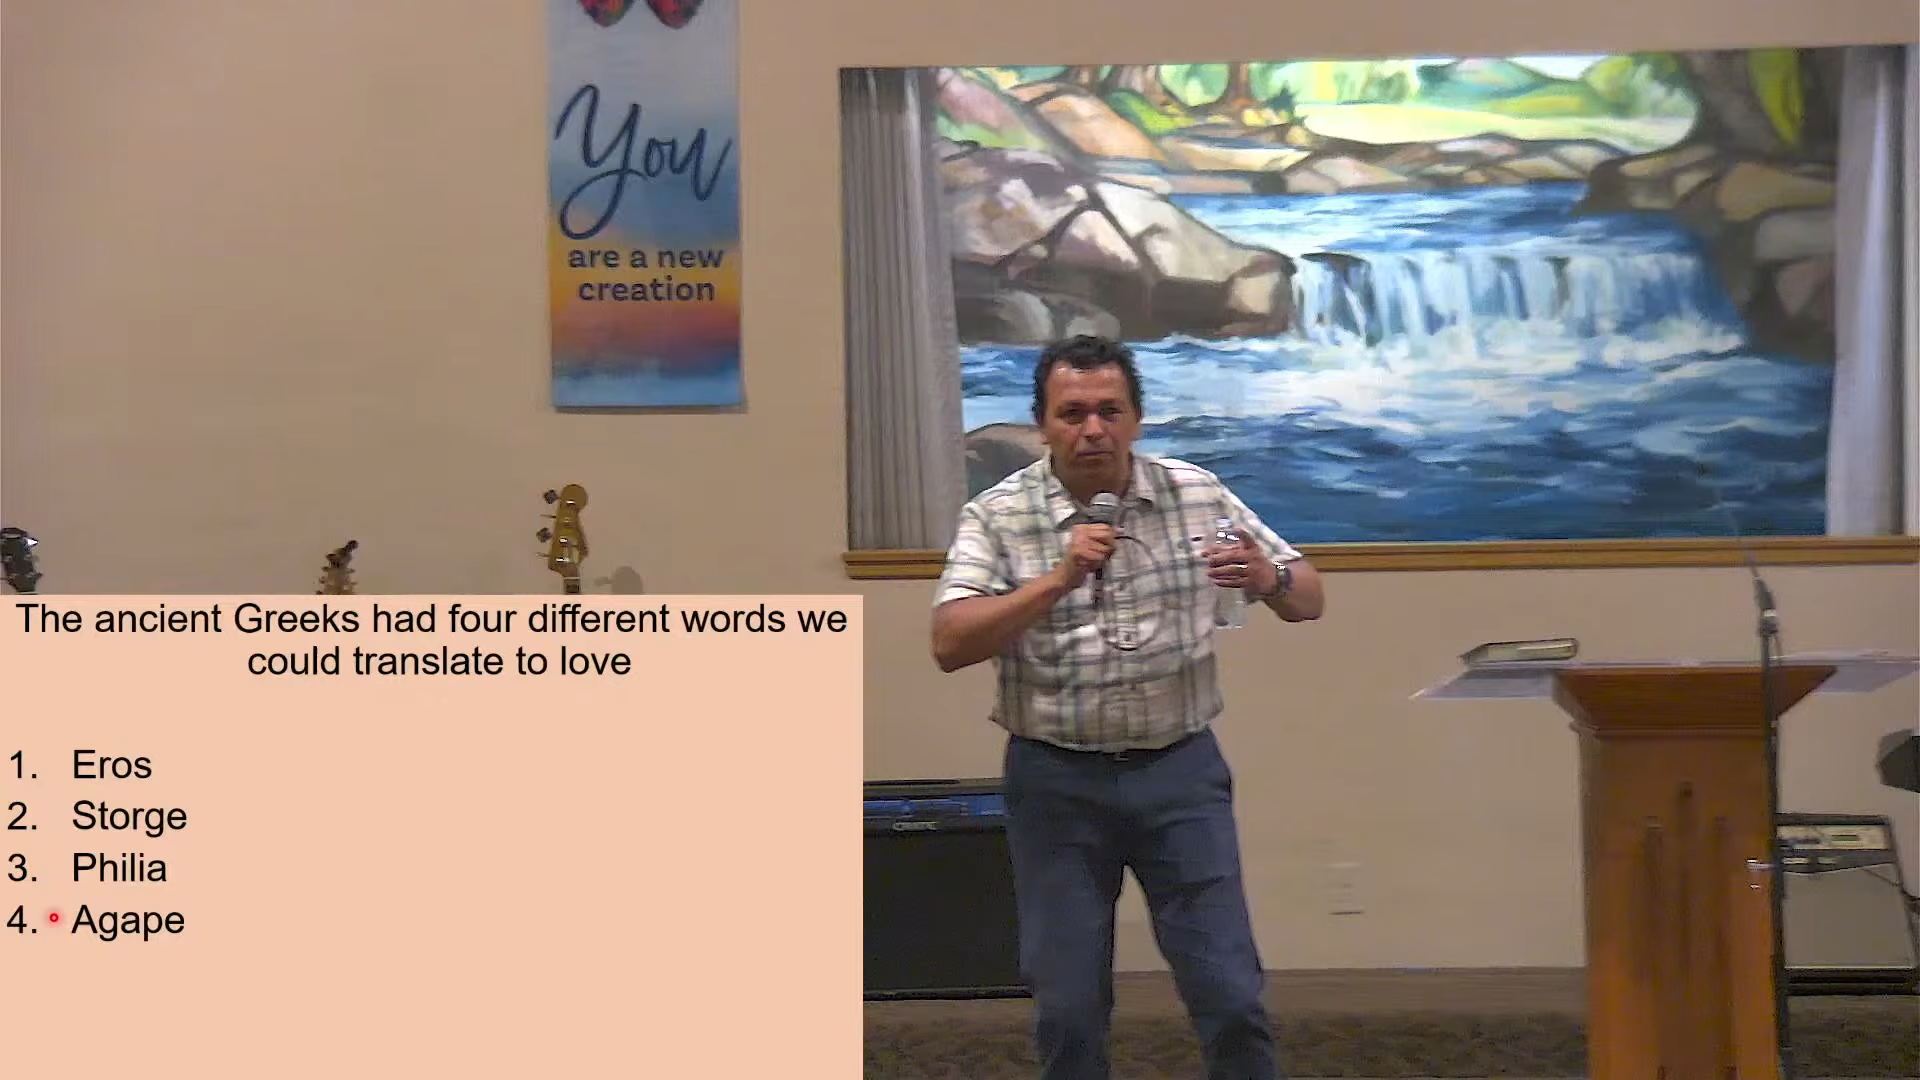 You
are a new
creation
The ancient Greeks had four different words we
could translate to love
1. Eros
2. Storge
3. Philia
4. Agape